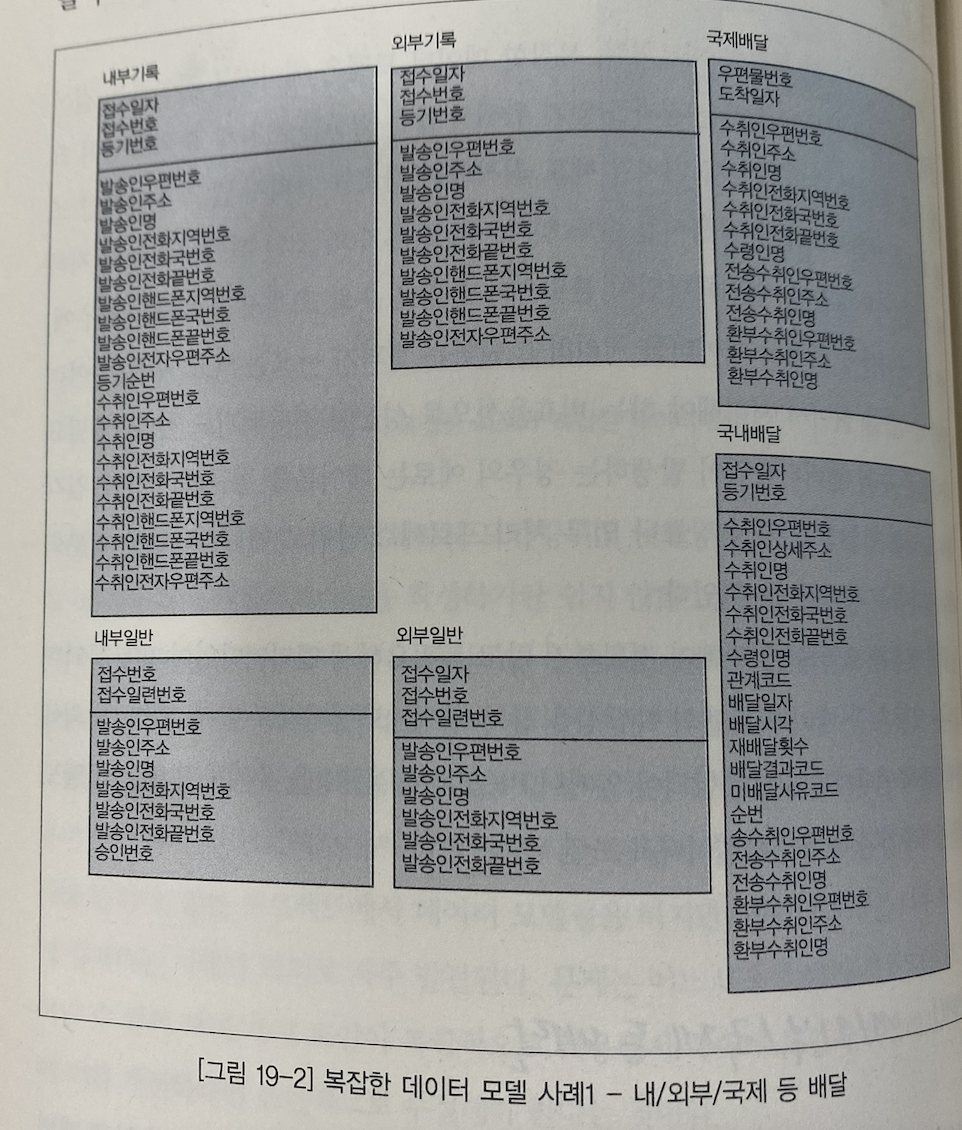 내부기록
접수일자
접수번호
등기번호
발송인우편번호
발송인주소
발송인명
발송인전화지역번호
발송인전화국번호
발송인전화끝번호
발송인핸드폰지역번호
발송인핸드폰국번호
발송인핸드폰끝번호
발송인전자우편주소
등기순번
수취인우편번호
수취인주소
수취인명
수취인전화지역번호
수취인전화국번호
수취인전화끝번호
수취인핸드폰지역번호
수취인핸드폰국번호
수취인핸드폰끝번호
수취인전자우편주소
외부기록
접수일자
접수번호
등기번호
발송인우편번호
발송인주소
발송인명
발송인전화지역번호
발송인전화국번호
발송인전화끝번호
발송인핸드폰지역번호
발송인핸드폰국번호
발송인핸드폰끝번호
발송인전자우편주소
국제배달
우편물번호
도착일자
수취인우편번호
수취인주소
수취인명
수취인전화지역번호
수취인전화국번호
수취인전화끝번호
수령인명
전송수취인우편번호
전송수취인주소
전송수취인명
환부수취인우편번호
환부수취인주소
환부수취인명
내부일반
접수번호
접수일련번호
발송인우편번호
발송인주소
발송인명
발송인전화지역번호
발송인전화국번호
발송인전화끝번호
승인번호
외부일반
접수일자
접수번호
접수일련번호
발송인우편번호
발송인주소
발송인명
발송인전화지역번호
발송인전화국번호
발송인전화끝번호
국내배달
접수일자
등기번호
수취인우편번호
수취인상세주소
수취인명
수취인전화지역번호
수취인전화국번호
수취인전화끝번호
수령인명
관계코드
배달일자
배달시각
재배달횟수
배달결과코드
미배달사유코드
순번
송수취인우편번호
전송수취인주소
전송수취인명
환부수취인우편번호
환부수취인주소
환부수취인명
[그림 19-2] 복잡한 데이터 모델 사례1 - 내/외부/국제 등 배달